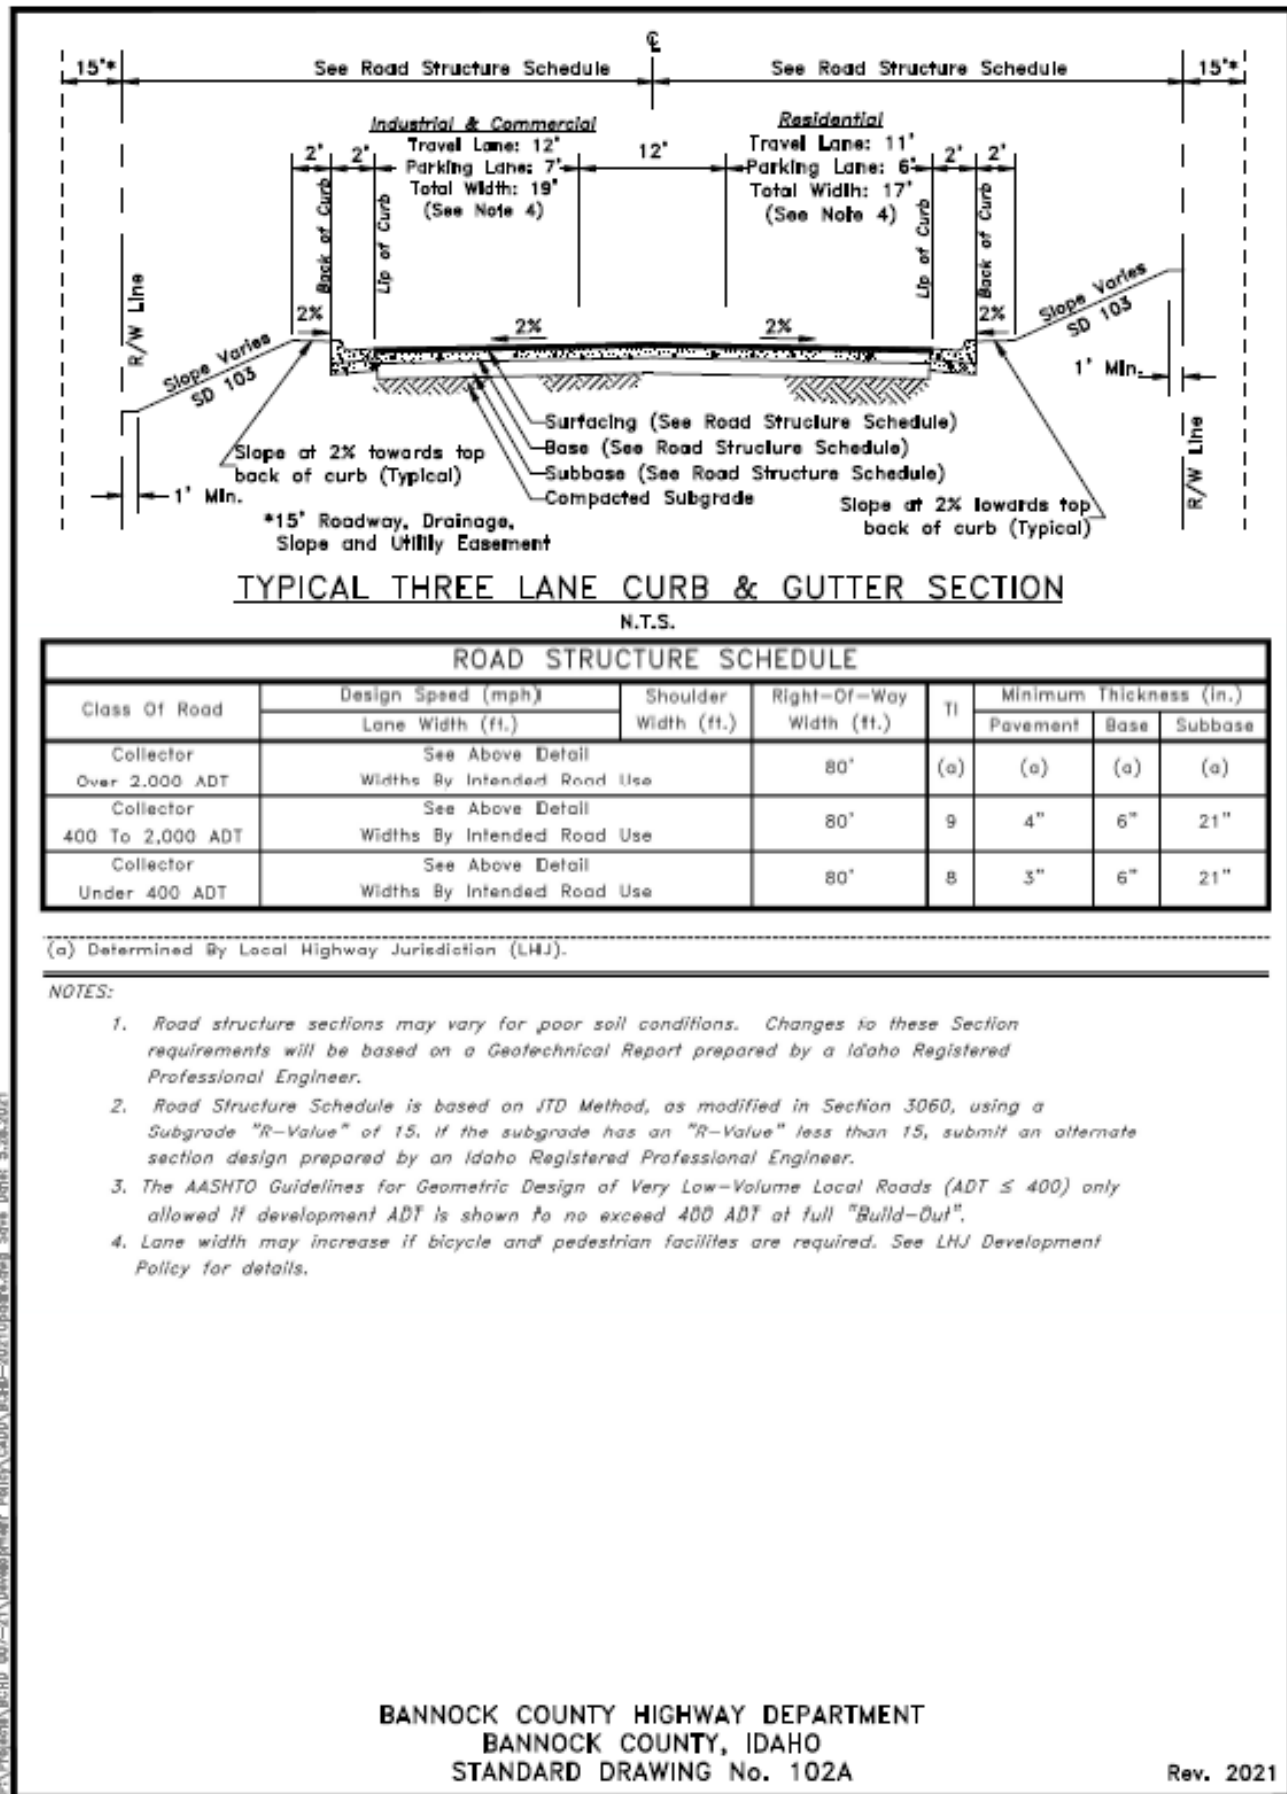 ℄
15'*
See Road Structure Schedule
See Road Structure Schedule
15'*
Industrial & Commercial
Travel Lane: 12'
Parking Lane: 7'
Total Width: 19'
(See Note 4)
Residential
Travel Lane: 11'
Parking Lane: 6'
Total Width: 17'
(See Note 4)
2'
2'
12'
2'
2'
Back of Curb
Lip of Curb
Lip of Curb
Back of Curb
R/W Line
Slope Varies
SD 103
2%
2%
2%
2%
Slope Varies
SD 103
1' Min.
R/W Line
Surfacing (See Road Structure Schedule)
Base (See Road Structure Schedule)
Subbase (See Road Structure Schedule)
Compacted Subgrade
Slope at 2% towards top
back of curb (Typical)
1' Min.
*15' Roadway, Drainage,
Slope and Utility Easement
Slope at 2% towards top
back of curb (Typical)
TYPICAL THREE LANE CURB & GUTTER SECTION
N.T.S.
ROAD STRUCTURE SCHEDULE
Class Of Road
Design Speed (mph)
Lane Width (ft.)
Shoulder
Width (ft.)
Right-Of-Way
Width (ft.)
TI
Minimum Thickness (in.)
Pavement Base Subbase
Collector
Over 2,000 ADT
See Above Detail
Widths By Intended Road Use
80' (a) (a) (a) (a)
Collector
400 To 2,000 ADT
See Above Detail
Widths By Intended Road Use
80' 9 4" 6" 21"
Collector
Under 400 ADT
See Above Detail
Widths By Intended Road Use
80' 8 3" 6" 21"
(a) Determined By Local Highway Jurisdiction (LHJ).
NOTES:
1. Road structure sections may vary for poor soil conditions. Changes to these Section
requirements will be based on a Geotechnical Report prepared by a Idaho Registered
Professional Engineer.
2. Road Structure Schedule is based on ITD Method, as modified in Section 3060, using a
Subgrade "R-Value" of 15. If the subgrade has an "R-Value" less than 15, submit an alternate
section design prepared by an Idaho Registered Professional Engineer.
3. The AASHTO Guidelines for Geometric Design of Very Low-Volume Local Roads (ADT ≤ 400) only
allowed if development ADT is shown to no exceed 400 ADT at full "Build-Out".
4. Lane width may increase if bicycle and pedestrian facilites are required. See LHJ Development
Policy for details.
BANNOCK COUNTY HIGHWAY DEPARTMENT
BANNOCK COUNTY, IDAHO
STANDARD DRAWING No. 102A
Rev. 2021